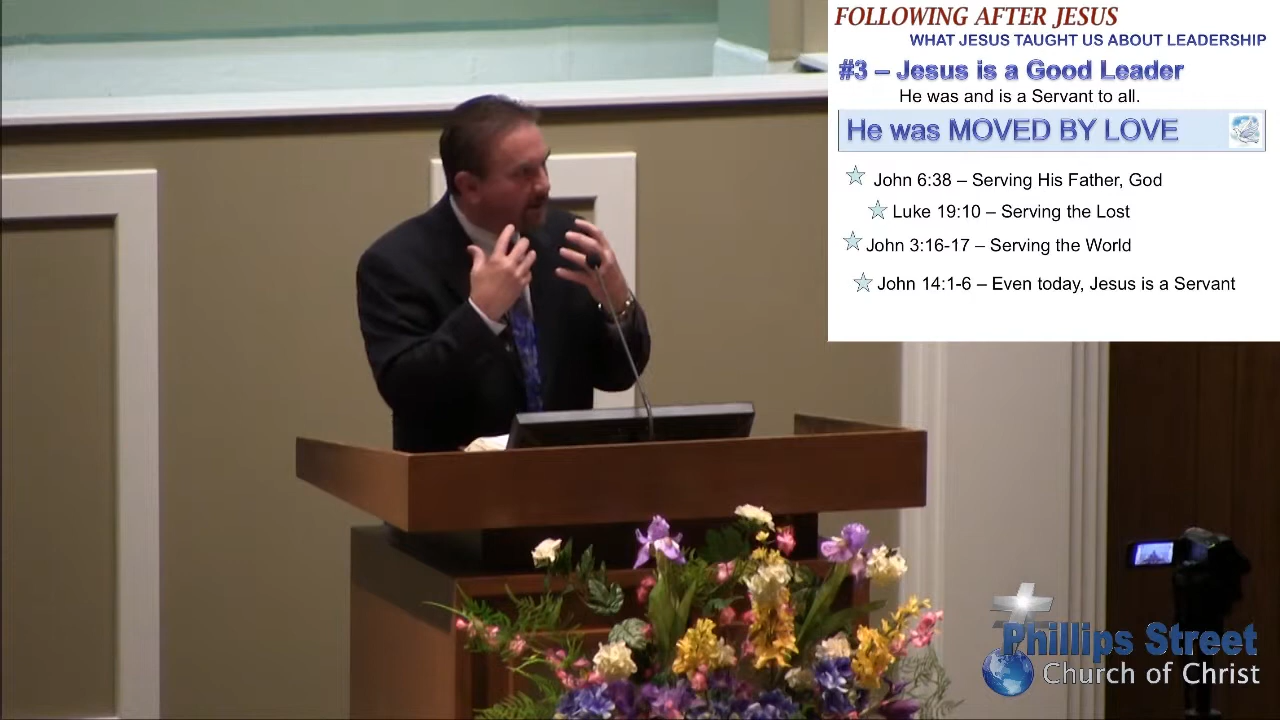 FOLLOWING AFTER JESUS
WHAT JESUS TAUGHT US ABOUT LEADERSHIP
#3 – Jesus is a Good Leader
He was and is a Servant to all.
He was MOVED BY LOVE
John 6:38 – Serving His Father, God
Luke 19:10 – Serving the Lost
John 3:16-17 – Serving the World
John 14:1-6 – Even today, Jesus is a Servant
Phillips Street
Church of Christ